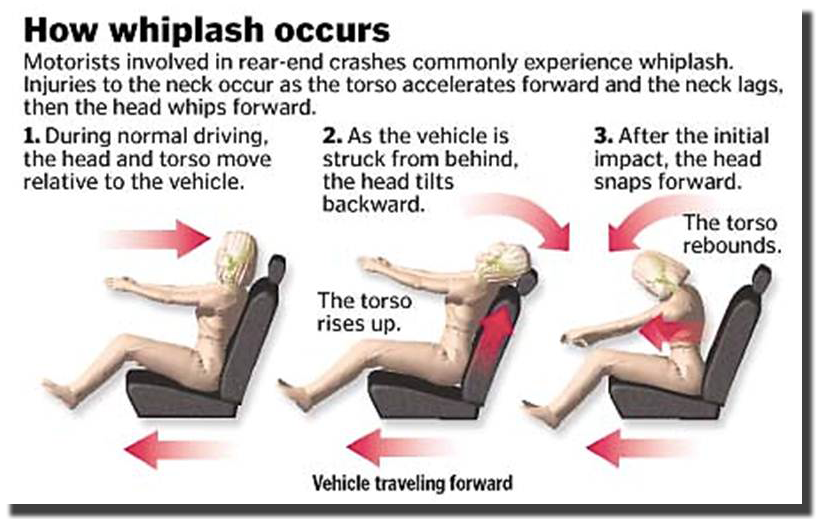 How whiplash occurs
Motorists involved in rear-end crashes commonly experience whiplash.
Injuries to the neck occur as the torso accelerates forward and the neck lags,
then the head whips forward.
1. During normal driving,
the head and torso move
relative to the vehicle.
2. As the vehicle is
struck from behind,
the head tilts
backward.
The torso
rises up.
3. After the initial
impact, the head
snaps forward.
The torso
rebounds.
Vehicle traveling forward